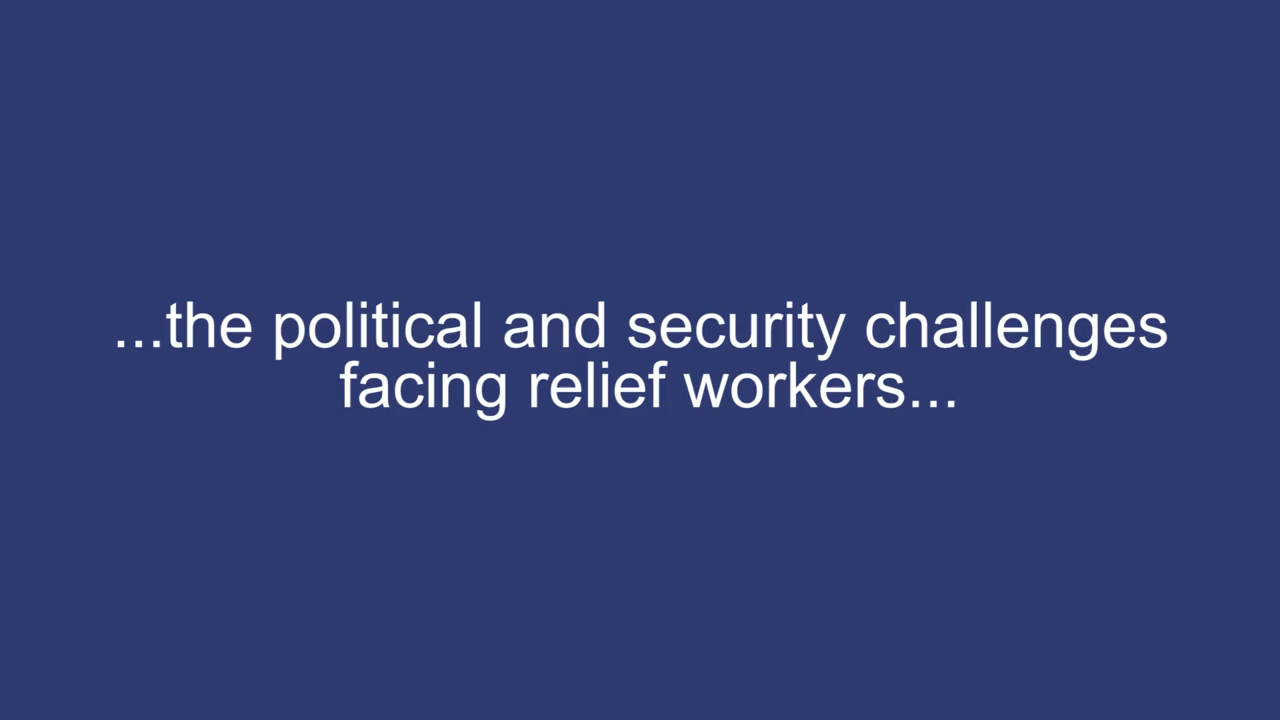 ...the political and security challenges
facing relief workers...